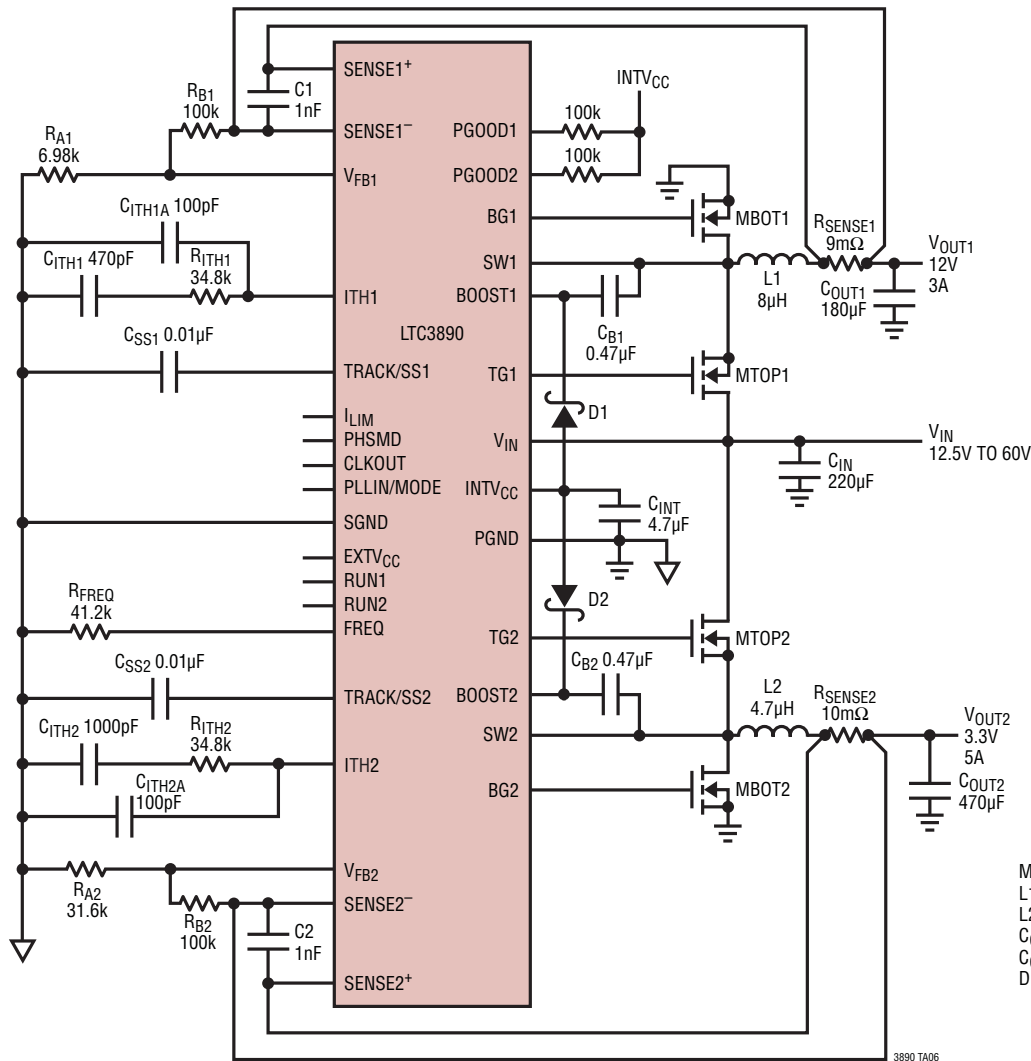 SENSE1+
SENSE1–
VFB1
ITH1
TRACK/SS1
ILIM
PHSMD
CLKOUT
PLLIN/MODE
SGND
EXTVCC
RUN1
RUN2
FREQ
TRACK/SS2
ITH2
VFB2
SENSE2–
SENSE2+
LTC3890
PGOOD1
PGOOD2
BG1
SW1
BOOST1
TG1
VIN
INTVCC
PGND
TG2
BOOST2
SW2
BG2
RB1
100k
C1
1nF
RA1
6.98k
CITH1A 100pF
CITH1 470pF
RITH1
34.8k
CSS1 0.01µF
RFREQ
41.2k
CSS2 0.01µF
CITH2 1000pF
RITH2
34.8k
CITH2A
100pF
RA2
31.6k
RB2
100k
C2
1nF
INTVCC
100k
100k
MBOT1
RSENSE1
9mΩ
VOUT1
12V
3A
L1
8µH
COUT1
180µF
CB1
0.47µF
MTOP1
D1
VIN
12.5V TO 60V
CIN
220µF
CINT
4.7µF
D2
MTOP2
CB2 0.47µF
L2
4.7µH
RSENSE2
10mΩ
VOUT2
3.3V
5A
COUT2
470µF
MBOT2
M
L1
L2
C
C
D
3890 TA06